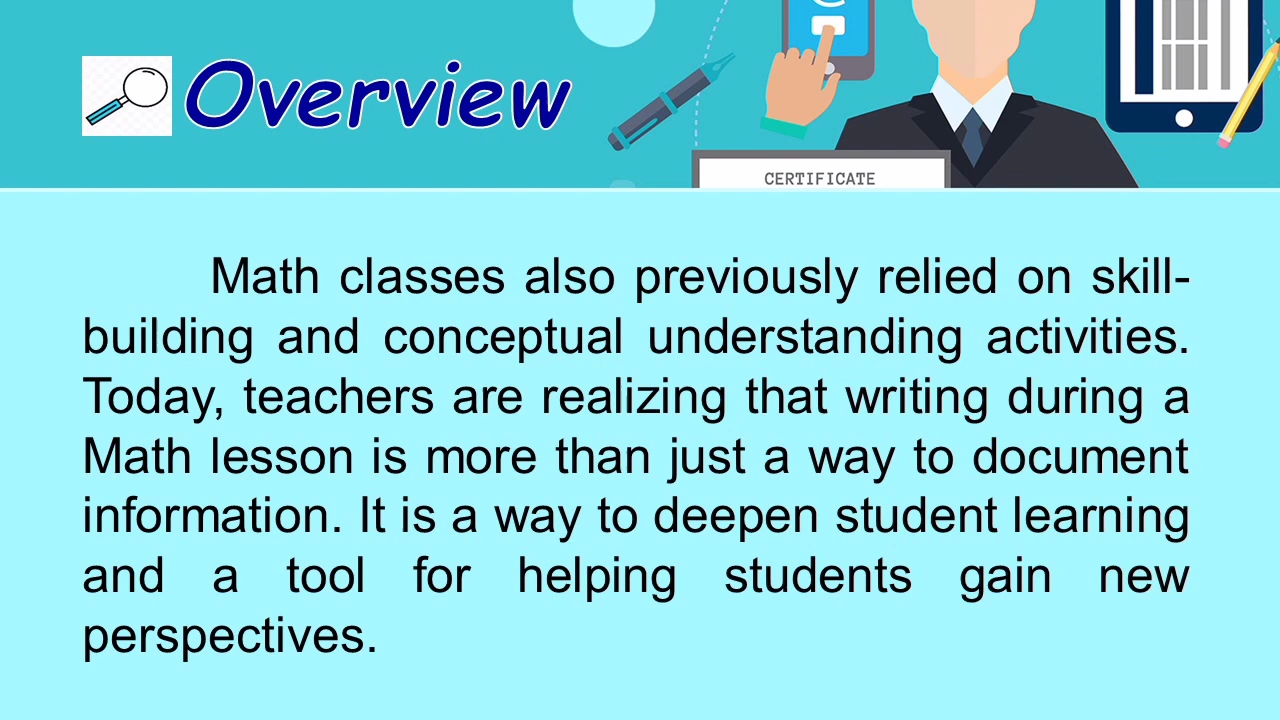 Overview
CERTIFICATE
Math classes also previously relied on skill-
building and conceptual understanding activities.
Today, teachers are realizing that writing during a
Math lesson is more than just a way to document
information. It is a way to deepen student learning
and a tool for helping students gain new
perspectives.